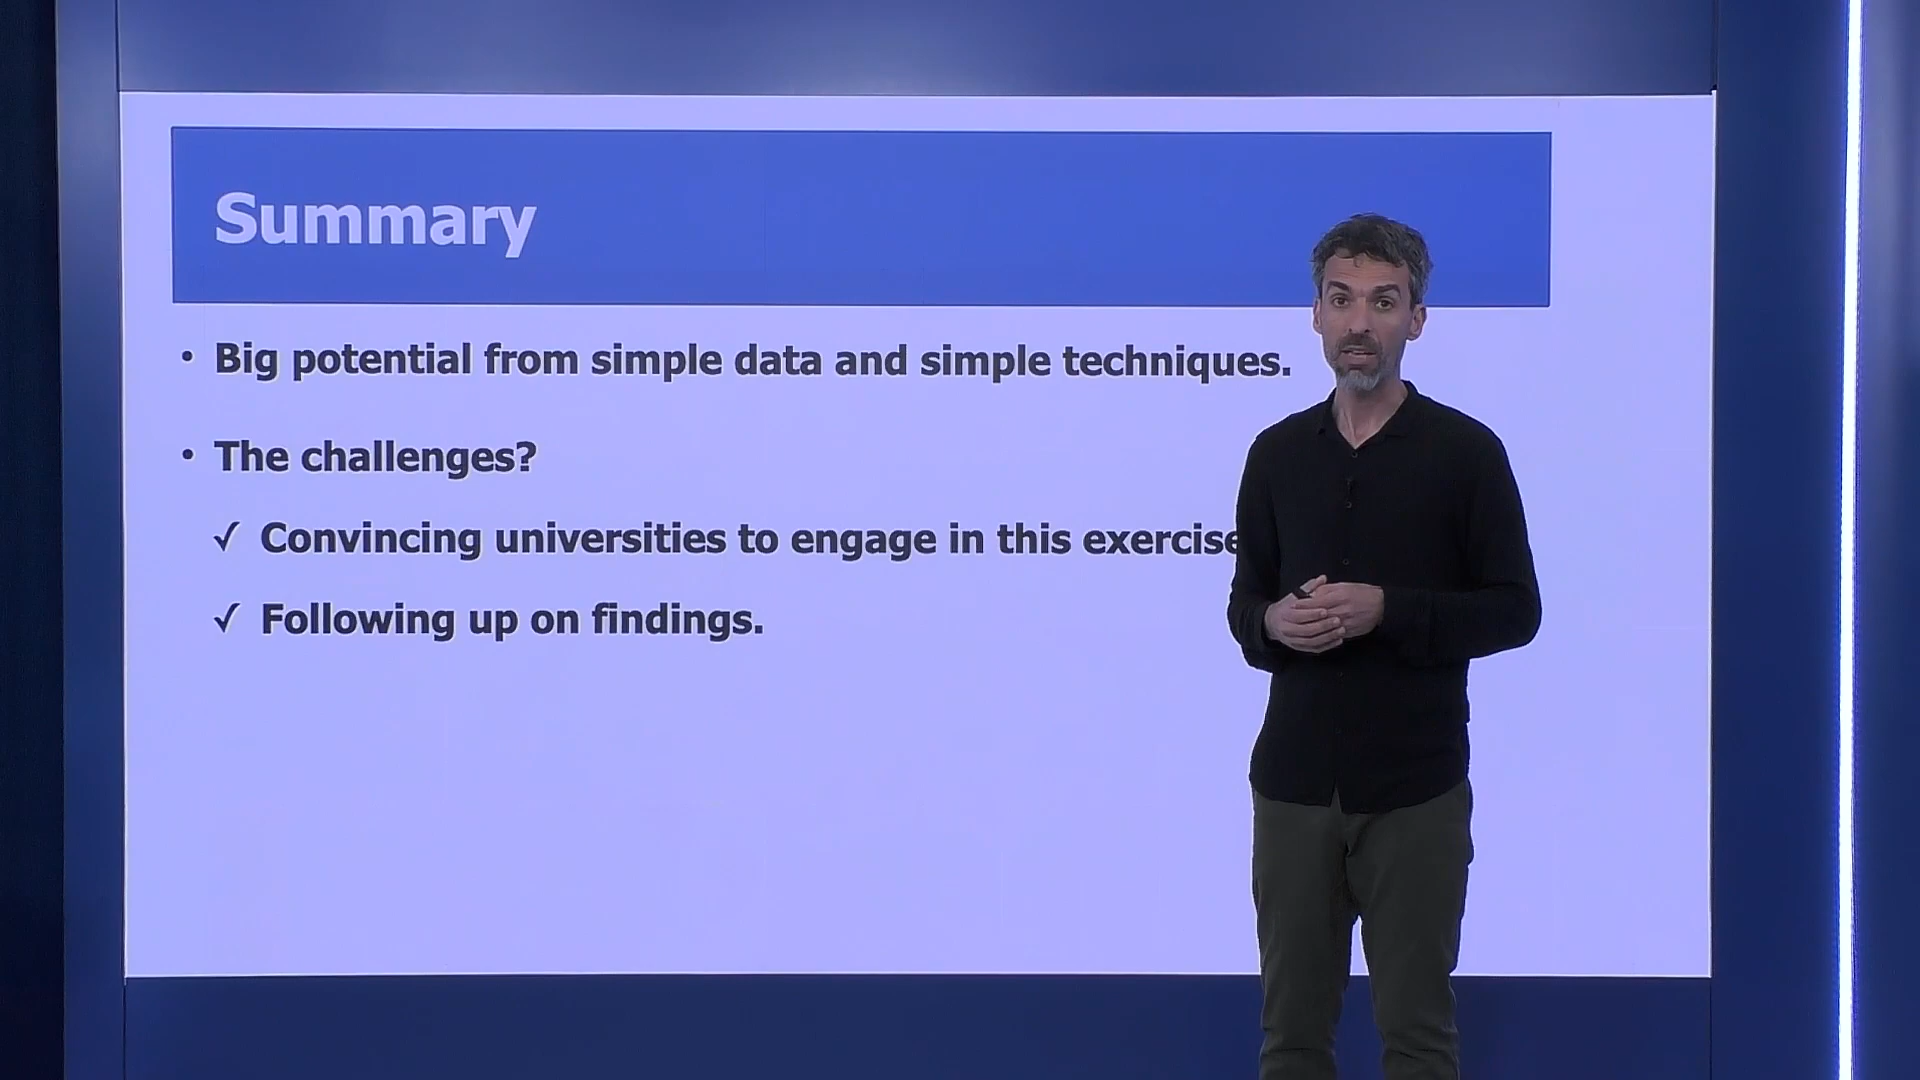 Summary
• Big potential from simple data and simple techniques.
• The challenges?
✓ Convincing universities to engage in this exercise
✓ Following up on findings.